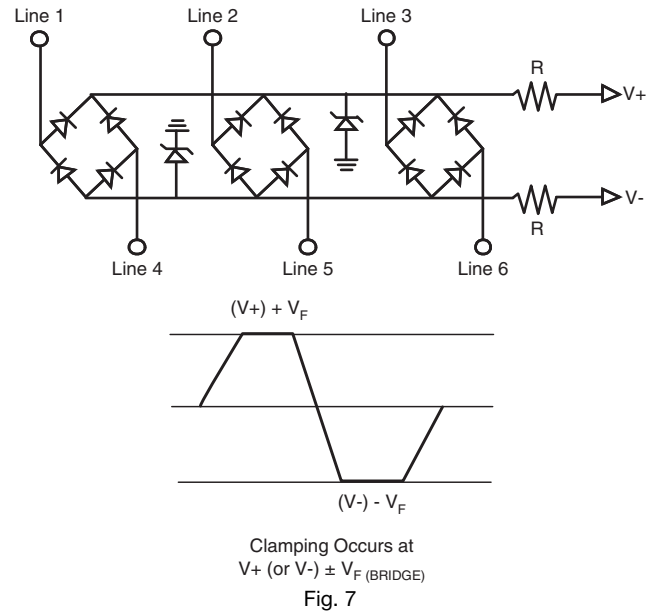 Line 1
Line 2
Line 3
R
V+
V-
R
Line 4
Line 5
Line 6
(V+) + VF
(V-) - VF
Clamping Occurs at
V+ (or V-) ± VF (BRIDGE)
Fig. 7